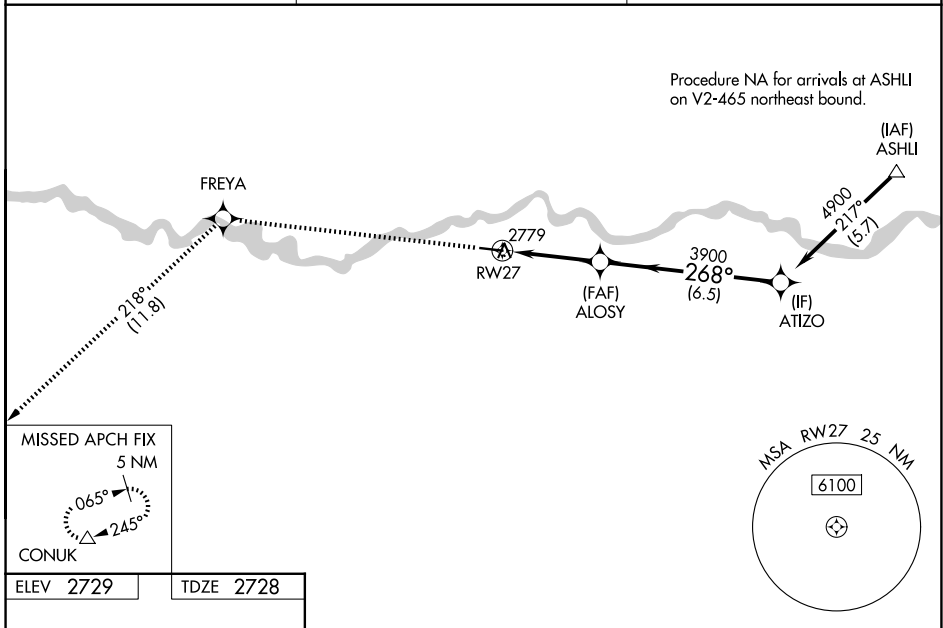 Procedure NA for arrivals at ASHLI
on V2-465 northeast bound.
(IAF)
ASHLI
4900
217°
(5.7)
FREYA
2779
RW27
3900
268°
(6.5)
(FAF)
ALOSY
(IF)
ATIZO
218°
(11.8)
MISSED APCH FIX
5 NM
065°
245°
CONUK
MSA RW27 25 NM
6100
ELEV 2729
TDZE 2728